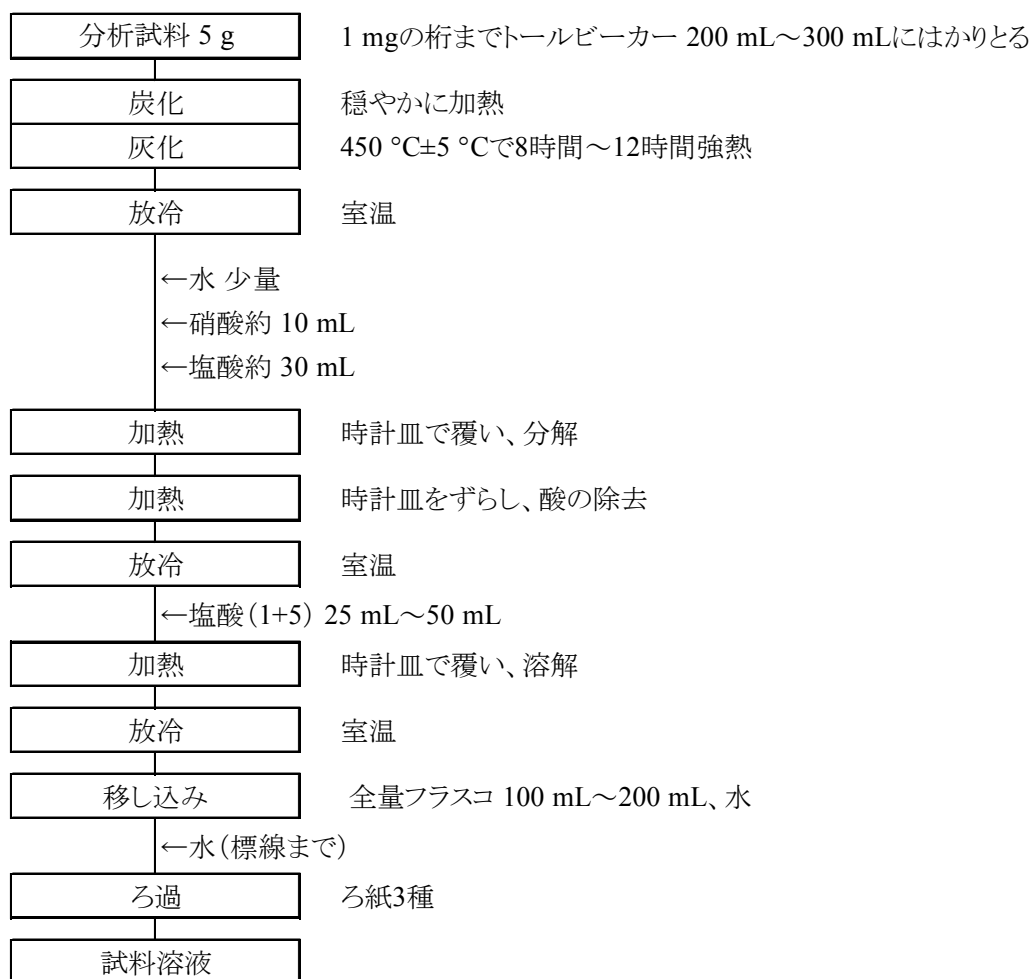 分析試料 5 g 1 mgの桁までトールビーカー 200 mL～300 mLにはかりとる
炭化 穏やかに加熱
灰化 450 °C±5 °Cで8時間～12時間強熱
放冷 室温
←水 少量
←硝酸約 10 mL
←塩酸約 30 mL
加熱 時計皿で覆い、分解
加熱 時計皿をずらし、酸の除去
放冷 室温
←塩酸（1+5） 25 mL～50 mL
加熱 時計皿で覆い、溶解
放冷 室温
移し込み 全量フラスコ 100 mL～200 mL、水
←水（標線まで）
ろ過 ろ紙3種
試料溶液